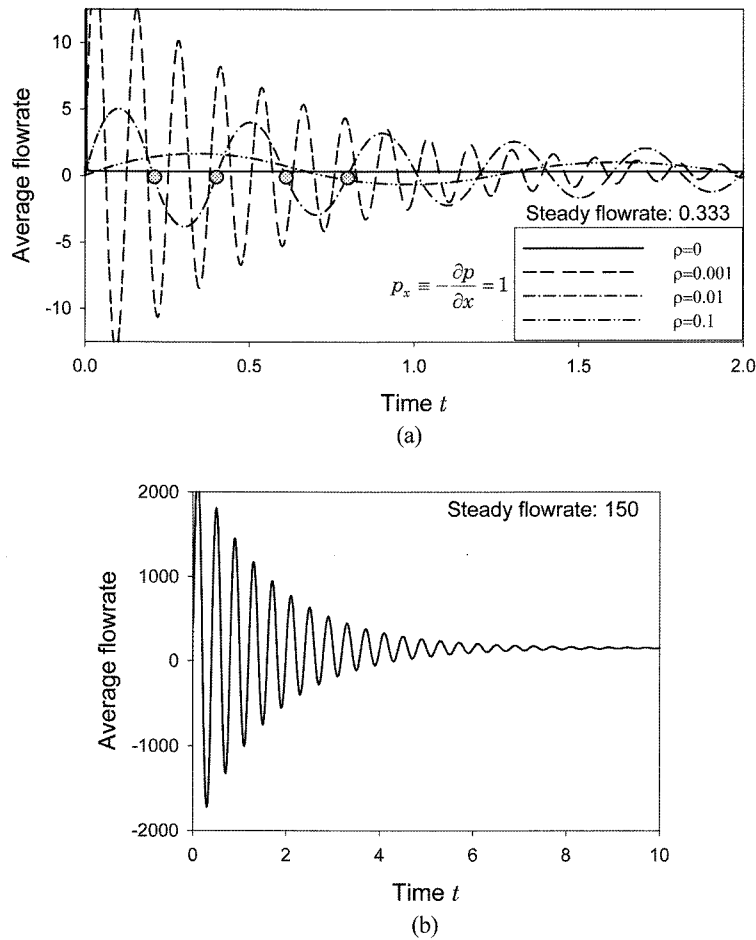 10
5
0
-5
-10
Average flowrate
Steady flowrate: 0.333
p_x ≡ -∂p/∂x = 1
ρ=0
ρ=0.001
ρ=0.01
ρ=0.1
0.0 0.5 1.0 1.5 2.0
Time t
(a)
2000
1000
0
-1000
-2000
Average flowrate
Steady flowrate: 150
0 2 4 6 8 10
Time t
(b)